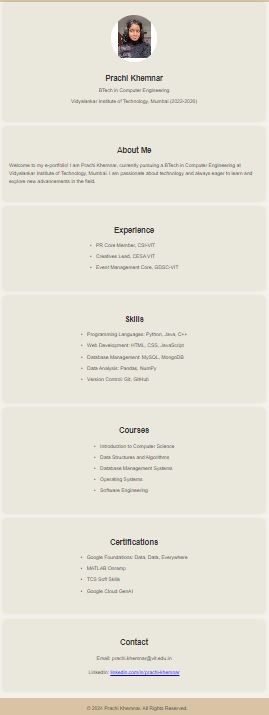 Prachi Khemnar
BTech in Computer Engineering
Vidyalankar Institute of Technology, Mumbai (2022-2026)
About Me
Welcome to my e-portfolio! I am Prachi Khemnar, currently pursuing a BTech in Computer Engineering at
Vidyalankar Institute of Technology, Mumbai. I am passionate about technology and always eager to learn and
explore new advancements in the field.
Experience
• PR Core Member, CSI-VIT
• Creatives Lead, CESA VIT
• Event Management Core, GDSC-VIT
Skills
• Programming Languages: Python, Java, C++
• Web Development: HTML, CSS, JavaScript
• Database Management: MySQL, MongoDB
• Data Analysis: Pandas, NumPy
• Version Control: Git, GitHub
Courses
• Introduction to Computer Science
• Data Structures and Algorithms
• Database Management Systems
• Operating Systems
• Software Engineering
Certifications
• Google Foundations: Data, Data, Everywhere
• MATLAB Onramp
• TCS Soft Skills
• Google Cloud GenAI
Contact
Email: prachi.khemnar@vit.edu.in
LinkedIn: linkedin.com/in/prachi-khemnar
© 2024 Prachi Khemnar. All Rights Reserved.